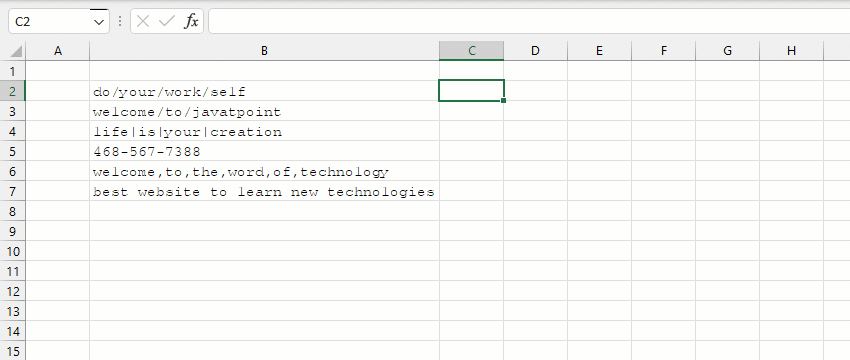 C2 fx
A B C D E F G H
1
2 do/your/work/self
3 welcome/to/javatpoint
4 life|is|your|creation
5 468-567-7388
6 welcome,to,the,word,of,technology
7 best website to learn new technologies
8
9
10
11
12
13
14
15